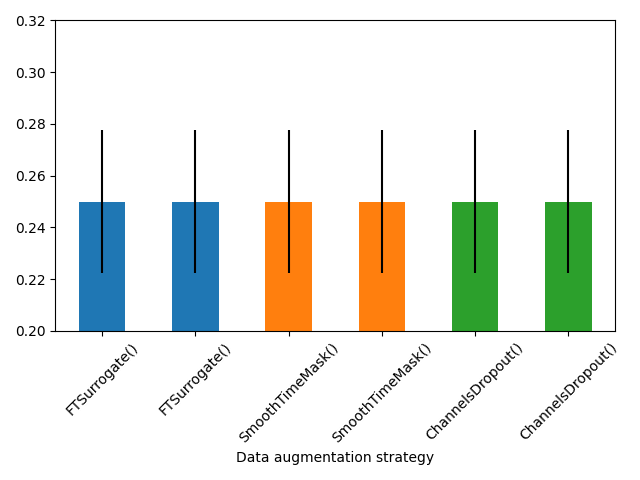 0.32
0.30
0.28
0.26
0.24
0.22
0.20
FTSurrogate()
FTSurrogate()
SmoothTimeMask()
SmoothTimeMask()
ChannelsDropout()
ChannelsDropout()
Data augmentation strategy